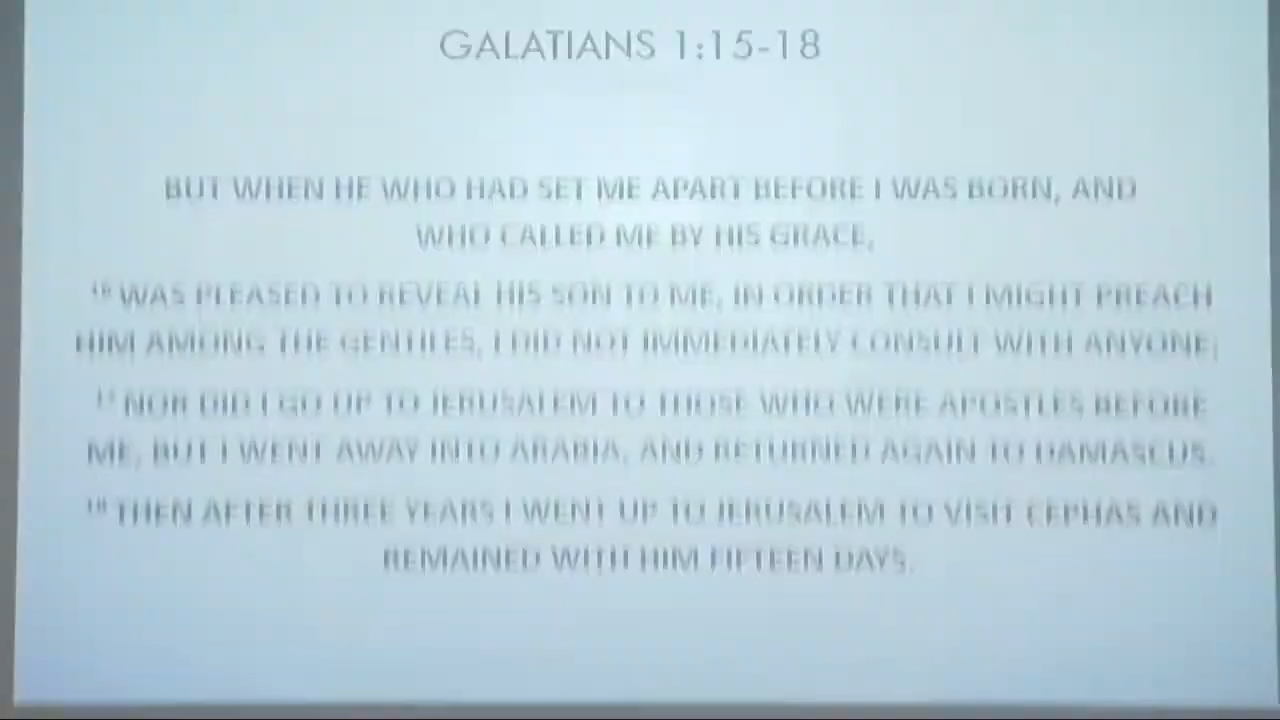 GALATIANS 1:15-18
BUT WHEN HE WHO HAD SET ME APART BEFORE I WAS BORN, AND
WHO CALLED ME BY HIS GRACE,
16 WAS PLEASED TO REVEAL HIS SON TO ME, IN ORDER THAT I MIGHT PREACH
HIM AMONG THE GENTILES, I DID NOT IMMEDIATELY CONSULT WITH ANYONE;
17 NOR DID I GO UP TO JERUSALEM TO THOSE WHO WERE APOSTLES BEFORE
ME, BUT I WENT AWAY INTO ARABIA, AND RETURNED AGAIN TO DAMASCUS.
18 THEN AFTER THREE YEARS I WENT UP TO JERUSALEM TO VISIT CEPHAS AND
REMAINED WITH HIM FIFTEEN DAYS.